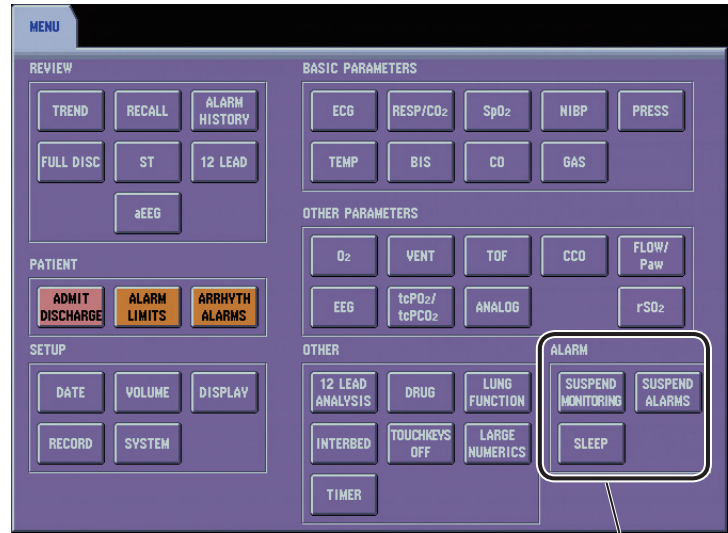 MENU
REVIEW
TREND
RECALL
ALARM
HISTORY
FULL DISC
ST
12 LEAD
aEEG
PATIENT
ADMIT
DISCHARGE
ALARM
LIMITS
ARRHYTH
ALARMS
SETUP
DATE
VOLUME
DISPLAY
RECORD
SYSTEM
BASIC PARAMETERS
ECG
RESP/CO₂
SpO₂
NIBP
PRESS
TEMP
BIS
CO
GAS
OTHER PARAMETERS
O₂
VENT
TOF
CCO
FLOW/
Paw
EEG
tcPO₂/
tcPCO₂
ANALOG
rSO₂
OTHER
12 LEAD
ANALYSIS
DRUG
LUNG
FUNCTION
INTERBED
TOUCHKEYS
OFF
LARGE
NUMERICS
TIMER
ALARM
SUSPEND
MONITORING
SUSPEND
ALARMS
SLEEP